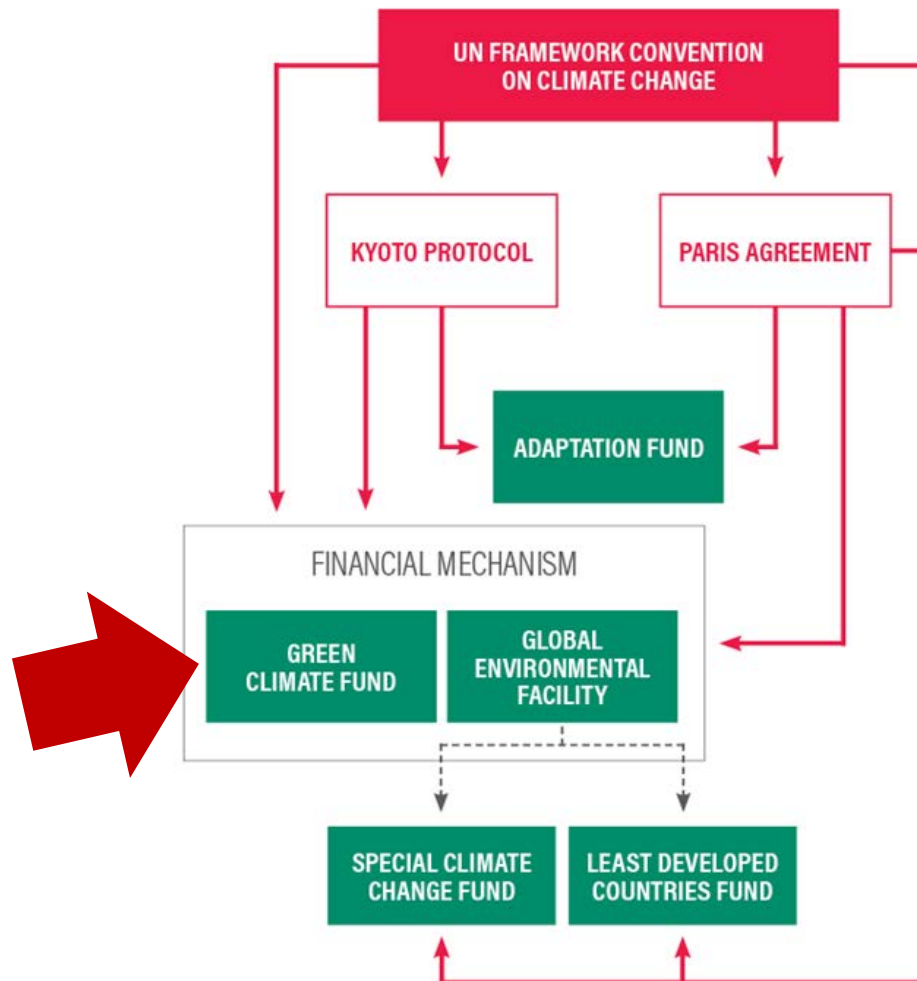 UN FRAMEWORK CONVENTION
ON CLIMATE CHANGE
KYOTO PROTOCOL
PARIS AGREEMENT
ADAPTATION FUND
FINANCIAL MECHANISM
GREEN
CLIMATE FUND
GLOBAL
ENVIRONMENTAL
FACILITY
SPECIAL CLIMATE
CHANGE FUND
LEAST DEVELOPED
COUNTRIES FUND